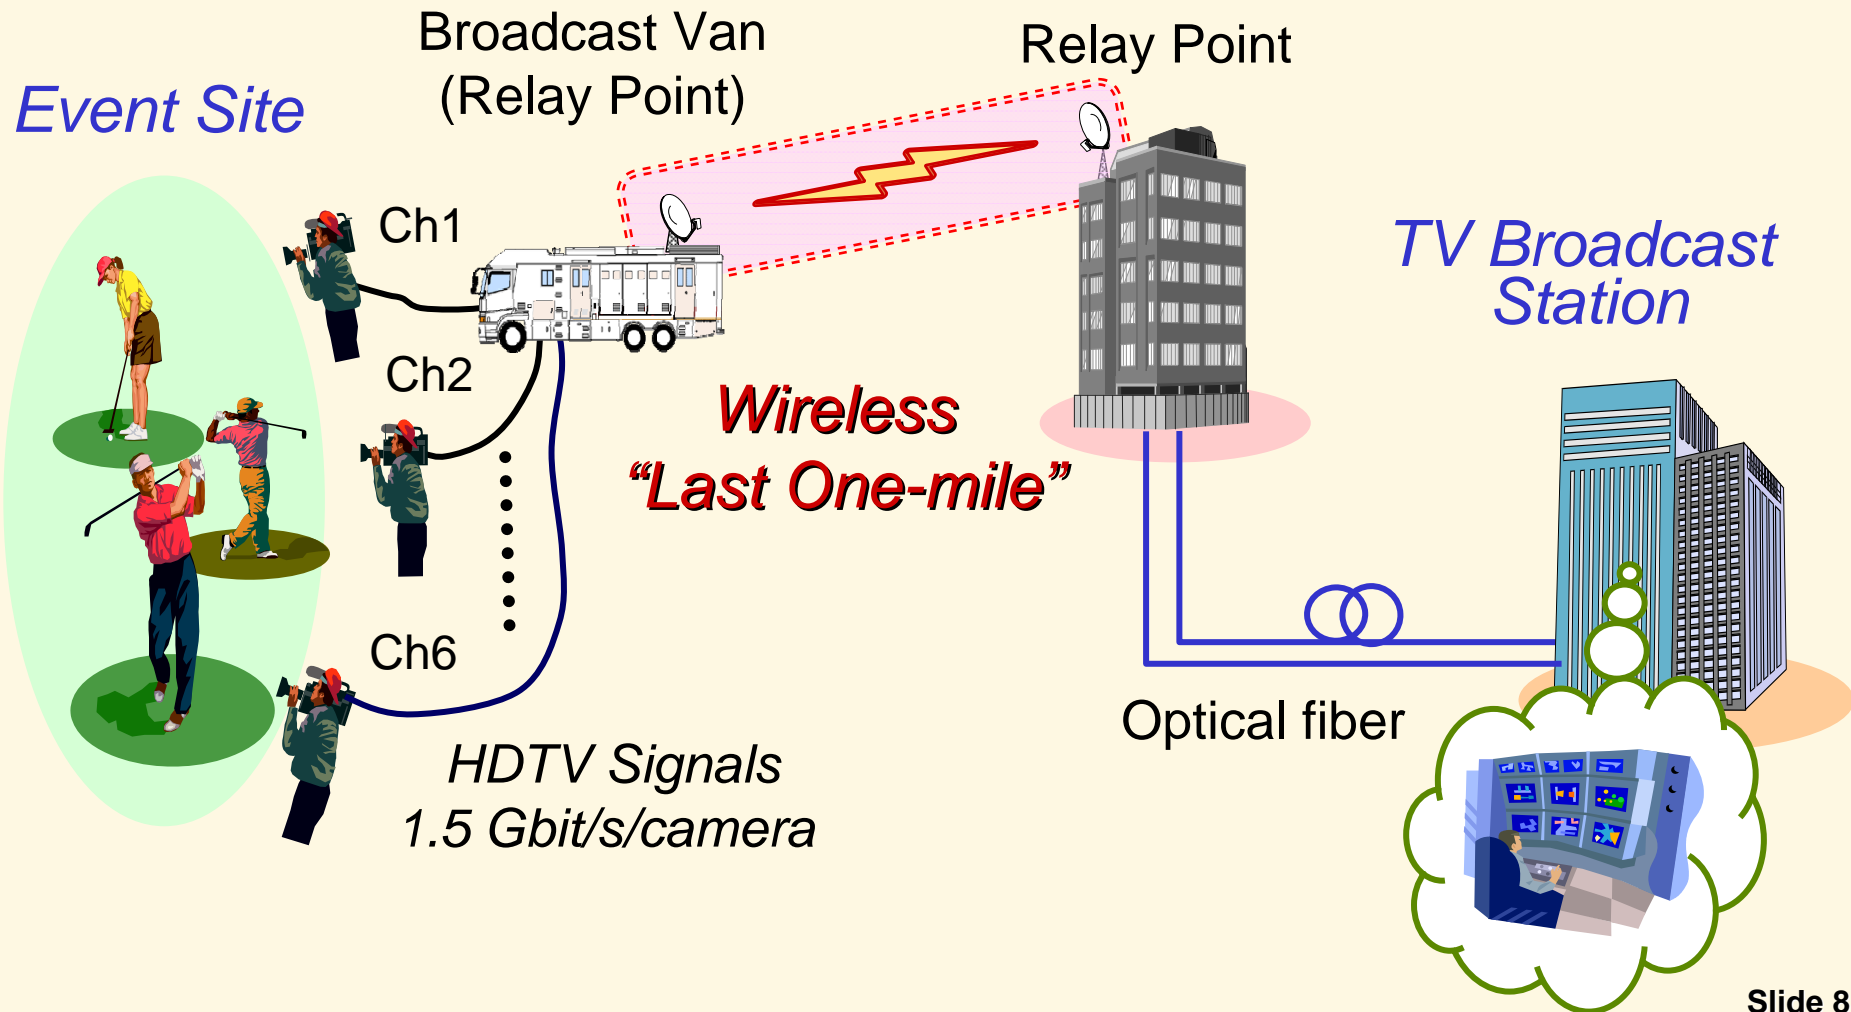 Broadcast Van
(Relay Point)
Relay Point
Event Site
Ch1
TV Broadcast
Station
Ch2
Wireless
“Last One-mile”
Ch6
Optical fiber
HDTV Signals
1.5 Gbit/s/camera
Slide 8